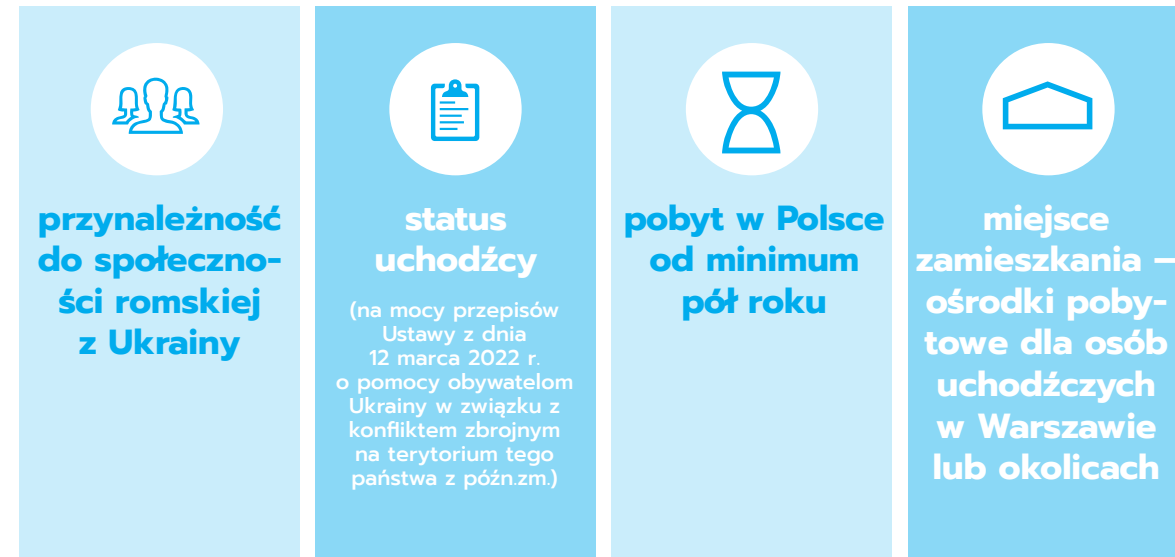 przynależność
do społeczno-
ści romskiej
z Ukrainy
status
uchodźcy
(na mocy przepisów
Ustawy z dnia
12 marca 2022 r.
o pomocy obywatelom
Ukrainy w związku z
konfliktem zbrojnym
na terytorium tego
państwa z późn.zm.)
pobyt w Polsce
od minimum
pół roku
miejsce
zamieszkania –
ośrodki poby-
towe dla osób
uchodźczych
w Warszawie
lub okolicach